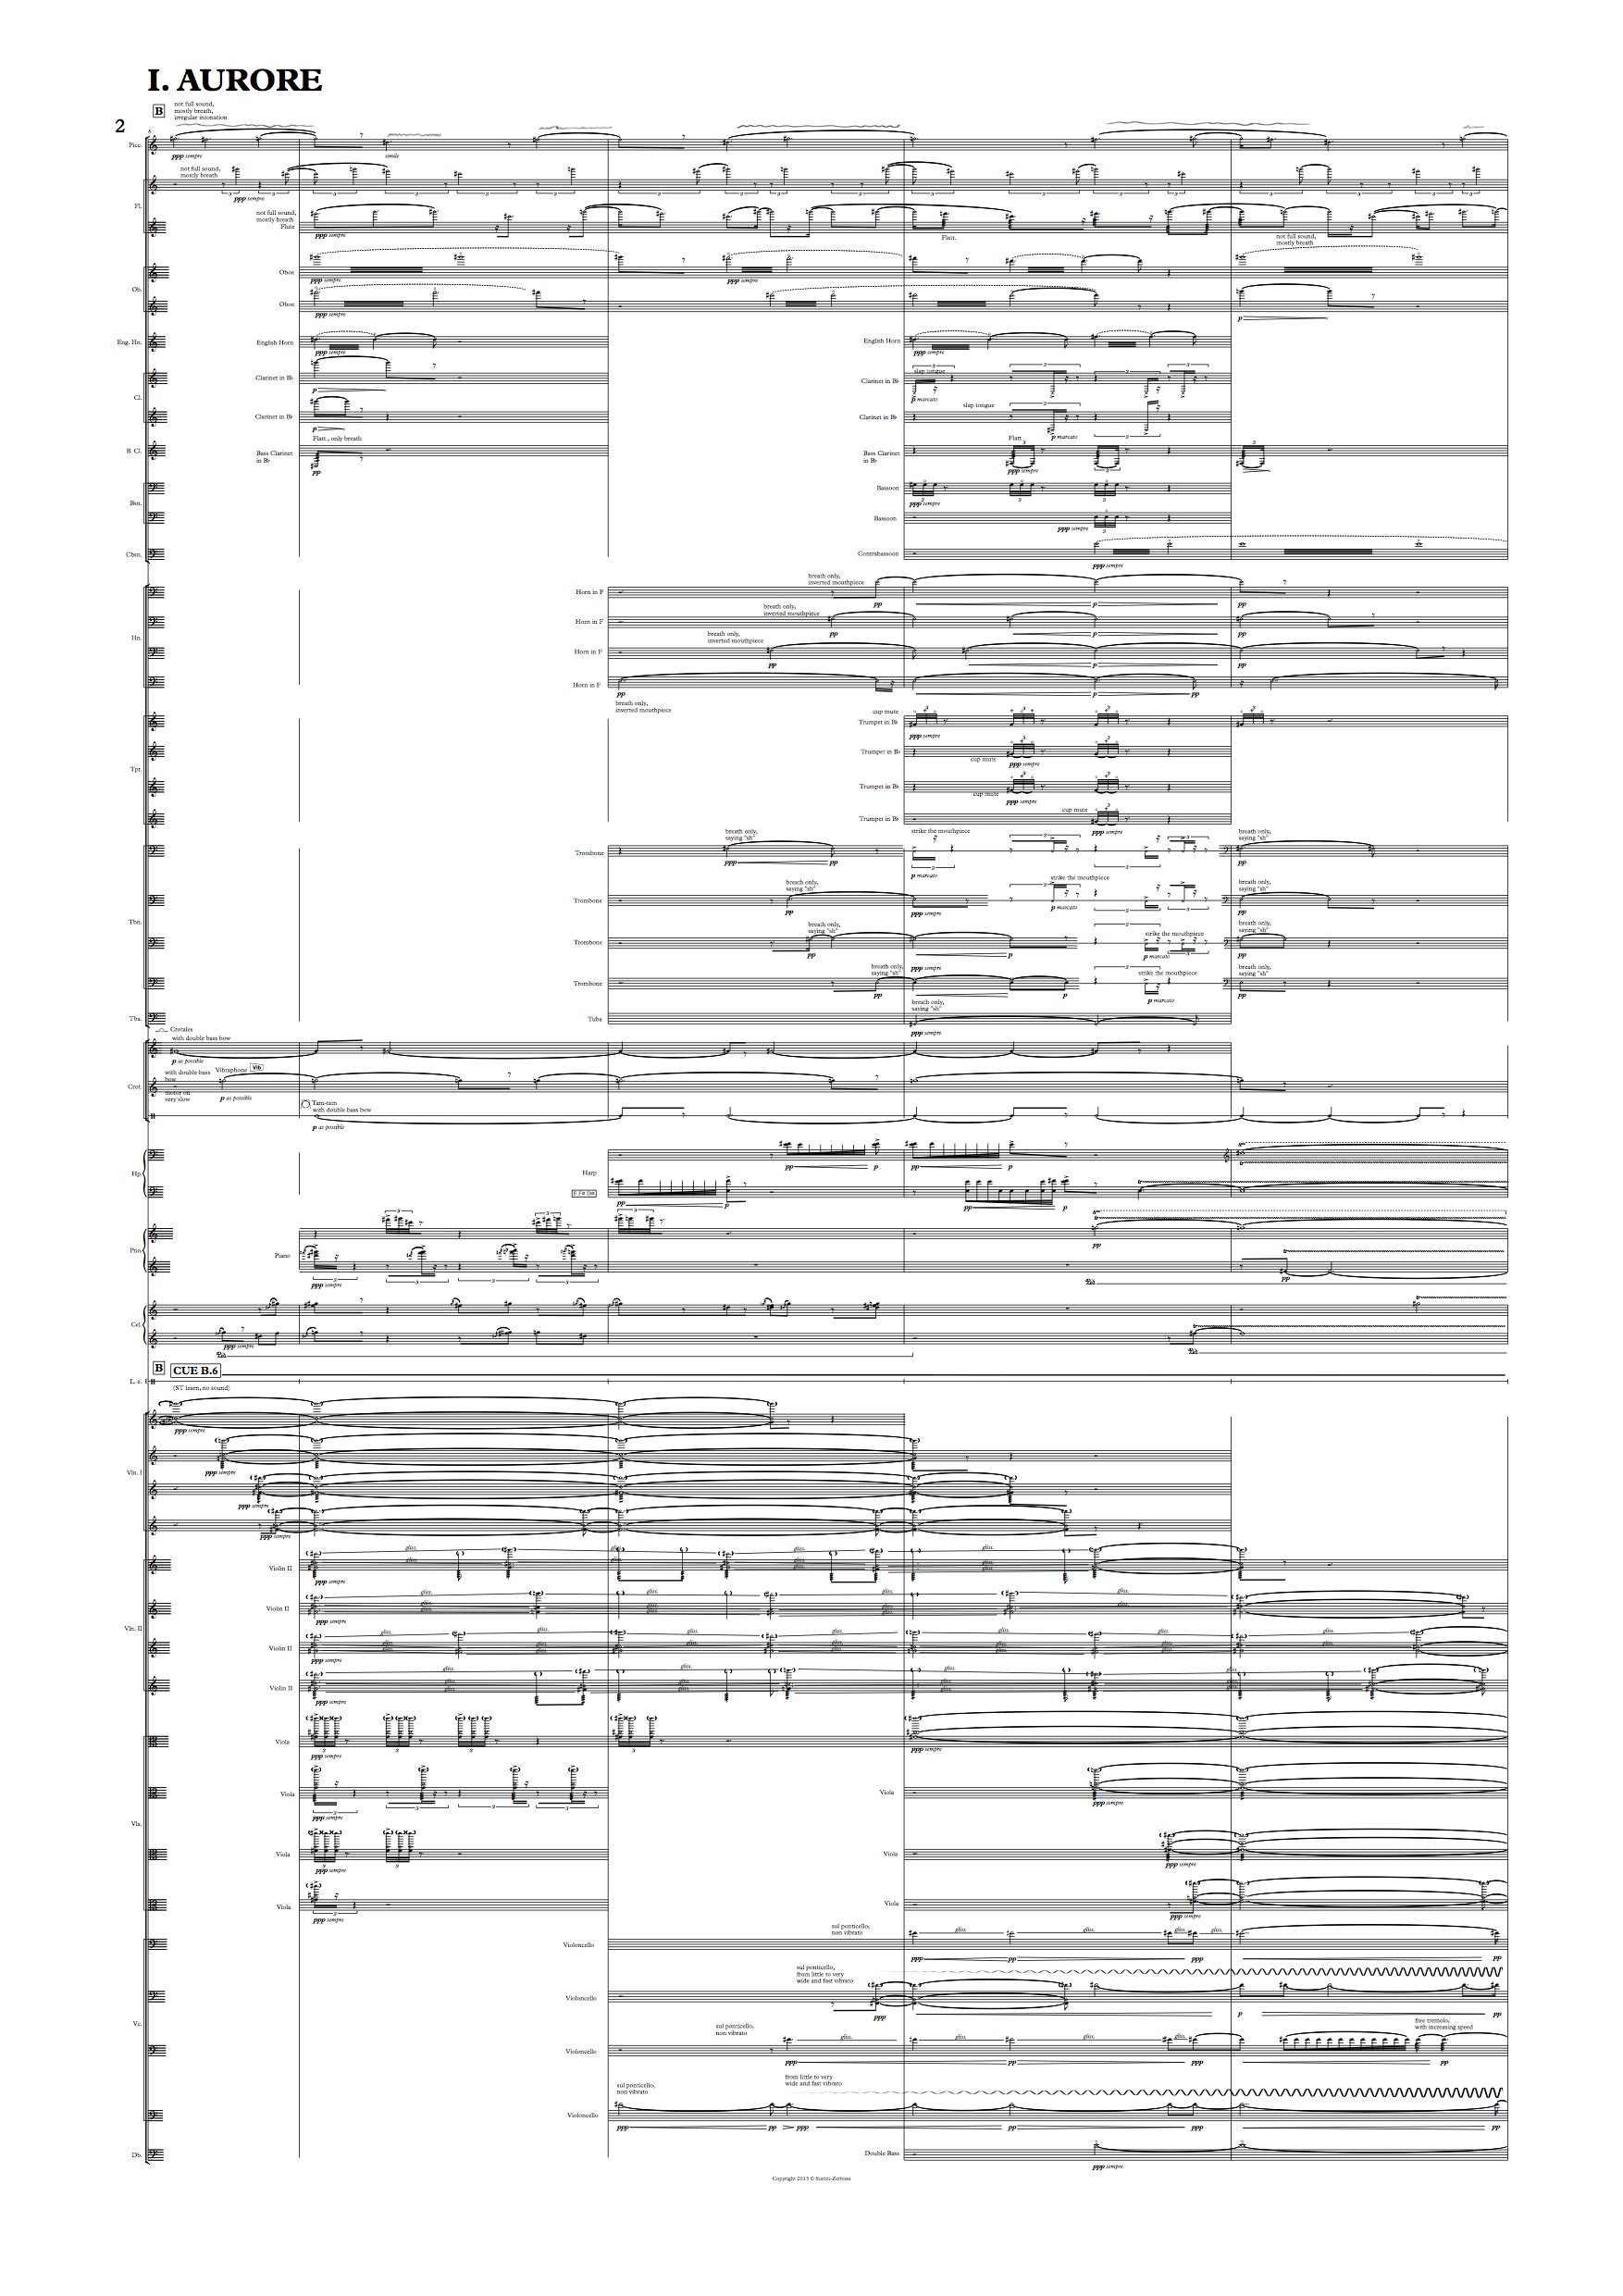 I. AURORE
2
B
6
not full sound,
mostly breath,
irregular intonation
Picc.
ppp sempre
simile
not full sound,
mostly breath
ppp sempre
Fl.
not full sound,
mostly breath
Flute
ppp sempre
Flatt.
not full sound,
mostly breath
Oboe
ppp sempre
ppp sempre
Ob.
Oboe
ppp sempre
p
Eng. Hn.
English Horn
ppp sempre
English Horn
ppp sempre
Clarinet in B♭
p
Clarinet in B♭
slap tongue
p marcato
Cl.
Clarinet in B♭
p
Clarinet in B♭
slap tongue
p marcato
B. Cl.
Flatt., only breath
Bass Clarinet
in B♭
pp
Bass Clarinet
in B♭
Flatt.
ppp sempre
Bassoon
ppp sempre
Bsn.
Bassoon
ppp sempre
Cbsn.
Contrabassoon
ppp sempre
Horn in F
breath only,
inverted mouthpiece
pp
p
pp
Horn in F
breath only,
inverted mouthpiece
pp
p
pp
Hn.
Horn in F
breath only,
inverted mouthpiece
pp
p
pp
Horn in F
pp
breath only,
inverted mouthpiece
p
pp
cup mute
Trumpet in B♭
ppp sempre
Trumpet in B♭
cup mute
ppp sempre
Tpt.
Trumpet in B♭
cup mute
ppp sempre
Trumpet in B♭
cup mute
ppp sempre
Trombone
breath only,
saying "sh"
ppp
pp
strike the mouthpiece
p marcato
breath only,
saying "sh"
pp
Trombone
breath only,
saying "sh"
pp
ppp sempre
strike the mouthpiece
p marcato
breath only,
saying "sh"
pp
Tbn.
Trombone
breath only,
saying "sh"
pp
p
strike the mouthpiece
p marcato
breath only,
saying "sh"
pp
Trombone
breath only,
saying "sh"
pp
ppp sempre
p
strike the mouthpiece
p marcato
breath only,
saying "sh"
pp
Tba.
Tuba
breath only,
saying "sh"
ppp sempre
Crotales
with double bass bow
p as possible
Crot.
with double bass
bow
motor on
very slow
Vibraphone
Vib
p as possible
Tam-tam
with double bass bow
p as possible
Hp.
Harp
pp
p
pp
p
pp
p
pp
p
Pno.
Piano
ppp sempre
pp
pp
Cel.
ppp sempre
B
CUE B.6
(ST learn, no sound)
ppp sempre
ppp sempre
Vln. I
ppp sempre
ppp sempre
Violin II
ppp sempre
gliss.
Violin II
ppp sempre
gliss.
Vln. II
Violin II
ppp sempre
gliss.
Violin II
ppp sempre
gliss.
Viola
ppp sempre
ppp sempre
Viola
ppp sempre
Viola
ppp sempre
Vla.
Viola
ppp sempre
Viola
ppp sempre
Viola
ppp sempre
Viola
ppp sempre
Violoncello
sul ponticello,
non vibrato
gliss.
ppp
pp
ppp
pp
Violoncello
sul ponticello,
from little to very
wide and fast vibrato
ppp
p
pp
Vc.
Violoncello
sul ponticello,
non vibrato
gliss.
ppp
pp
ppp
free tremolo,
with increasing speed
pp
Violoncello
sul ponticello,
non vibrato
from little to very
wide and fast vibrato
ppp
pp
ppp
pp
ppp
pp
Db.
Double Bass
ppp sempre